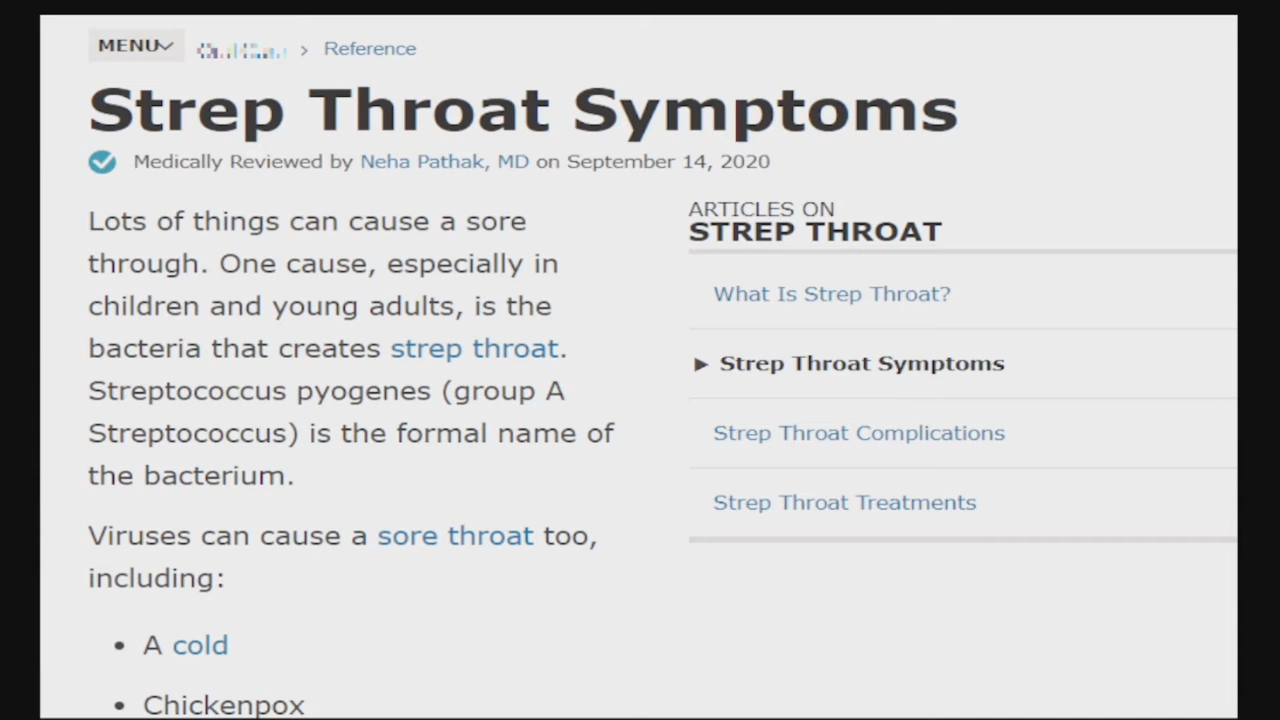 MENU
> Reference
Strep Throat Symptoms
Medically Reviewed by Neha Pathak, MD on September 14, 2020
Lots of things can cause a sore
through. One cause, especially in
children and young adults, is the
bacteria that creates strep throat.
Streptococcus pyogenes (group A
Streptococcus) is the formal name of
the bacterium.
Viruses can cause a sore throat too,
including:
• A cold
• Chickenpox
ARTICLES ON
STREP THROAT
What Is Strep Throat?
▶ Strep Throat Symptoms
Strep Throat Complications
Strep Throat Treatments